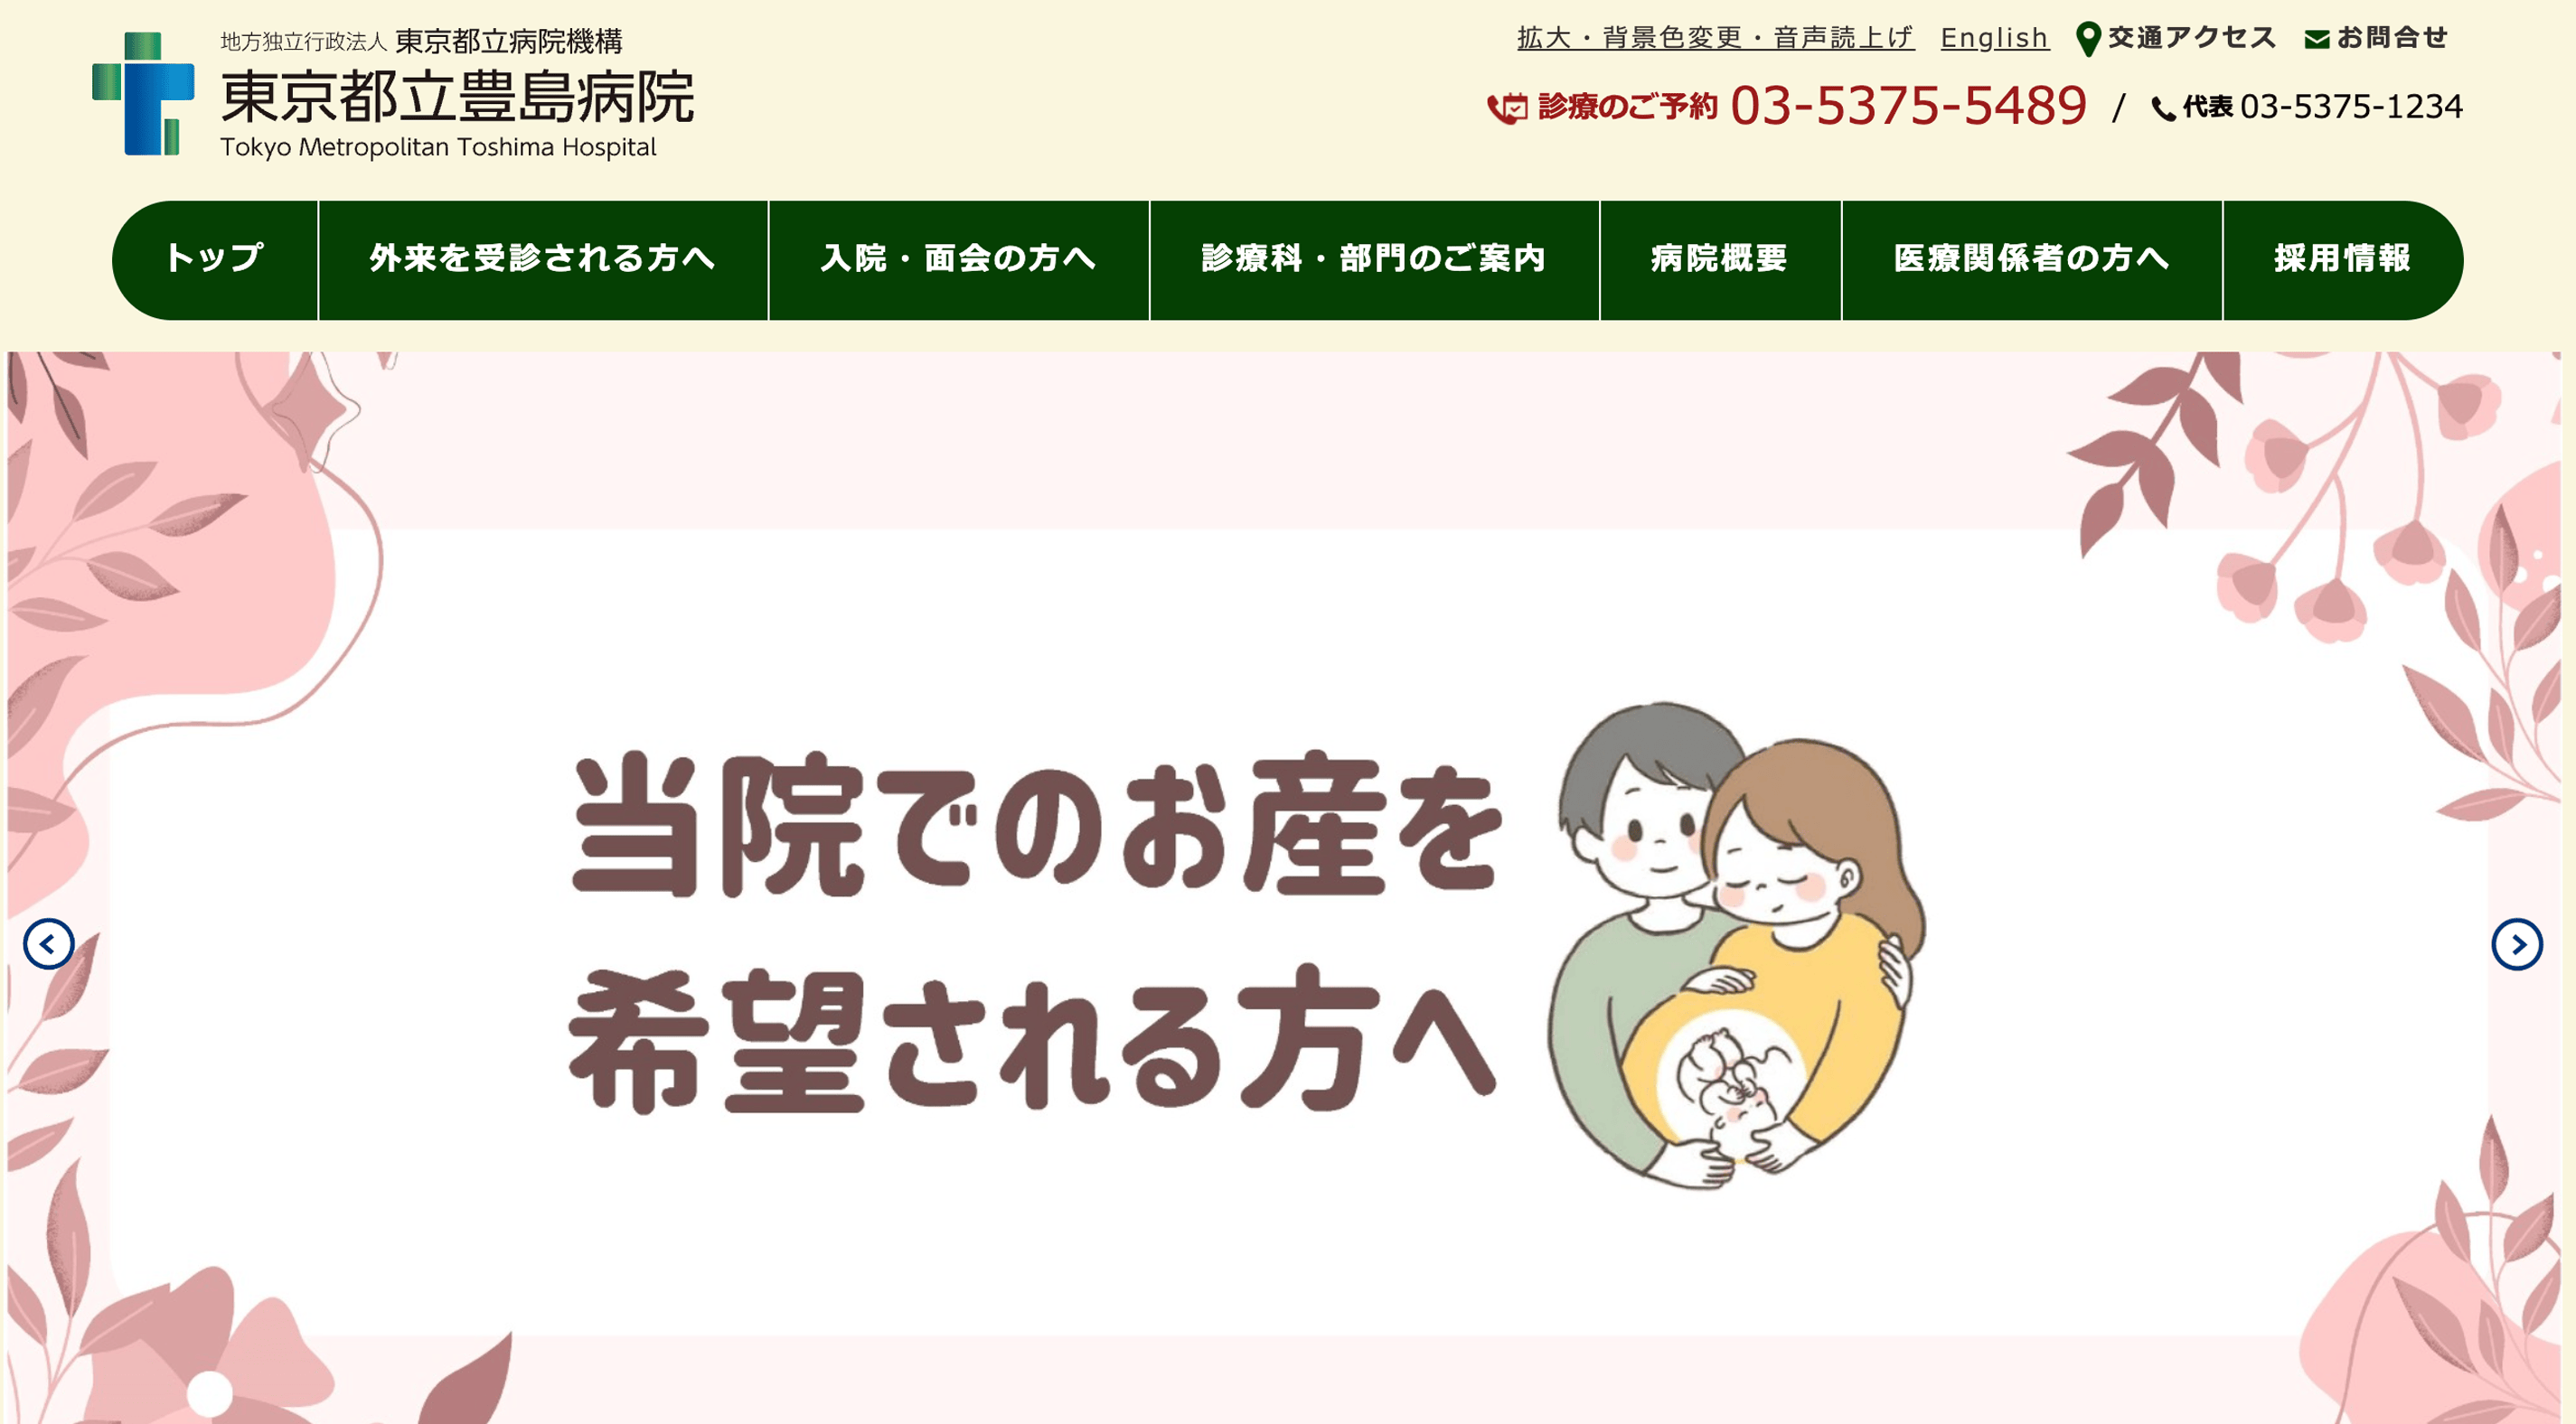 地方独立行政法人 東京都立病院機構
東京都立豊島病院
Tokyo Metropolitan Toshima Hospital
拡大・背景色変更・音声読上げ English 交通アクセス お問合せ
診療のご予約 03-5375-5489 / 代表 03-5375-1234
トップ 外来を受診される方へ 入院・面会の方へ 診療科・部門のご案内 病院概要 医療関係者の方へ 採用情報
当院でのお産を
希望される方へ